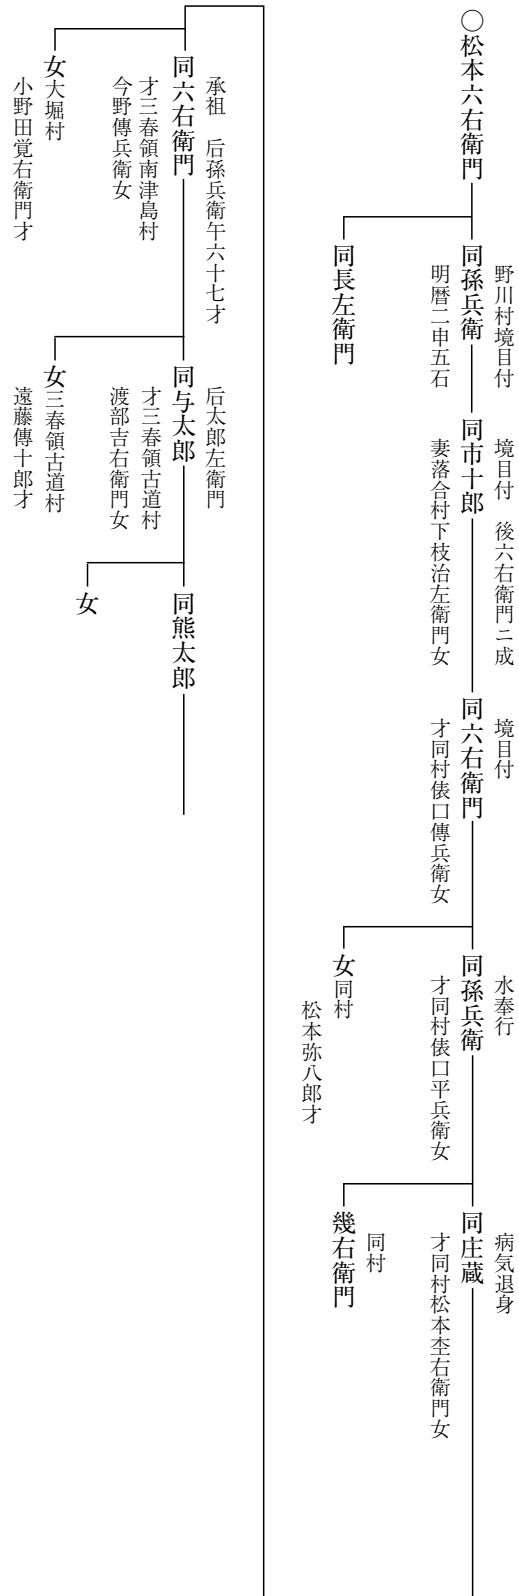 ○松本六右衛門
野川村境目付
同孫兵衛
明暦二申五石
同長左衛門
境目付 後六右衛門ニ成
同市十郎
妻落合村下枝治左衛門女
境目付
同六右衛門
才同村俵口傳兵衛女
水奉行
同孫兵衛
才同村俵口平兵衛女
女同村
松本弥八郎才
病気退身
同庄蔵
才同村松本杢右衛門女
同村
幾右衛門
承祖 后孫兵衛午六十七才
同六右衛門
才三春領南津島村
今野傳兵衛女
女大堀村
小野田覚右衛門才
后太郎左衛門
同与太郎
才三春領古道村
渡部吉右衛門女
女三春領古道村
遠藤傳十郎才
同熊太郎
女